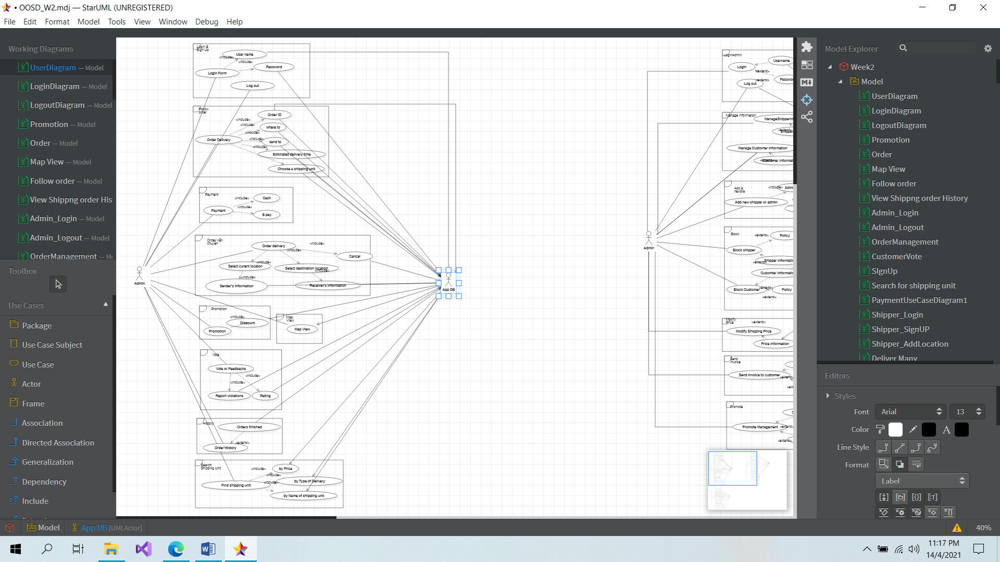 • OOSD_W2.mdj — StarUML (UNREGISTERED)
File Edit Format Model Tools View Window Debug Help
Working Diagrams
UserDiagram — Model
LoginDiagram — Model
LogoutDiagram — Model
Promotion — Model
Order — Model
Map View — Model
Follow order — Model
View Shippng order His
Admin_Login — Model
Admin_Logout — Model
OrderManagement — Mo
Toolbox
Use Cases
Package
Use Case Subject
Use Case
Actor
Frame
Association
Directed Association
Generalization
Dependency
Include
Login &
Sign Up
User name
«include»
«include»
Password
Login Form
Log out
Follow
order
Order ID
«include»
«include»
where to
Order Delivery
«include»
send to
«include»
Estimated delivery time
Choose a shipping unit
Payment
«include»
Cash
Payment
«include»
E-pay
Ordes Vận
chuyển
Order delivery
«include»
«include»
Cancel
«include»
Select curent locaton
Select destination location
«include»
«include»
Sender's information
Receiver's information
Admin
App DB
Promotion
«include»
Discount
Promotion
Map
View
Map View
Vote
Vote or Feedbacks
«include»
«include»
Report violations
Rating
History
Orders finished
«extend»
Order'History
Search
Shipping Unit
«include»
by Price
«include»
«include»
by Type of Delivery
Find shipping unit
by Name of shipping unit
LoginAdmin
Username
Login
«extend»
«extend»
Passwo
Log out
Manage Information
ManageShipperInf
«extend»
Shipper
Manage Customer Information
«extend»
Customer Informat
Add a
newbie
«include»
Admi
Add new shipper or admin
Block
«extend»
Policy
Block shipper
«extend»
Shipper Informatio
Cusomter Informat
Block Customer
«extend»
Policy
«extend»
Admin
Modify
Price
«extend»
Modify Shipping Price
Price Information
Send
Invoice
Send Invoice to customer
«extend»
«ext
Promote
Promote Management
«extend»
«extend»
Model Explorer
Week2
Model
UserDiagram
LoginDiagram
LogoutDiagram
Promotion
Order
Map View
Follow order
View Shippng order History
Admin_Login
Admin_Logout
OrderManagement
CustomerVote
SIgnUp
Search for shipping unit
PaymentUseCaseDiagram1
Shipper_Login
Shipper_SignUP
Shipper_AddLocation
Deliver Many
Editors
Styles
Font Arial 13
Color
Line Style
Format
Label
Model
App DB [UMLActor]
40%
11:17 PM
14/4/2021